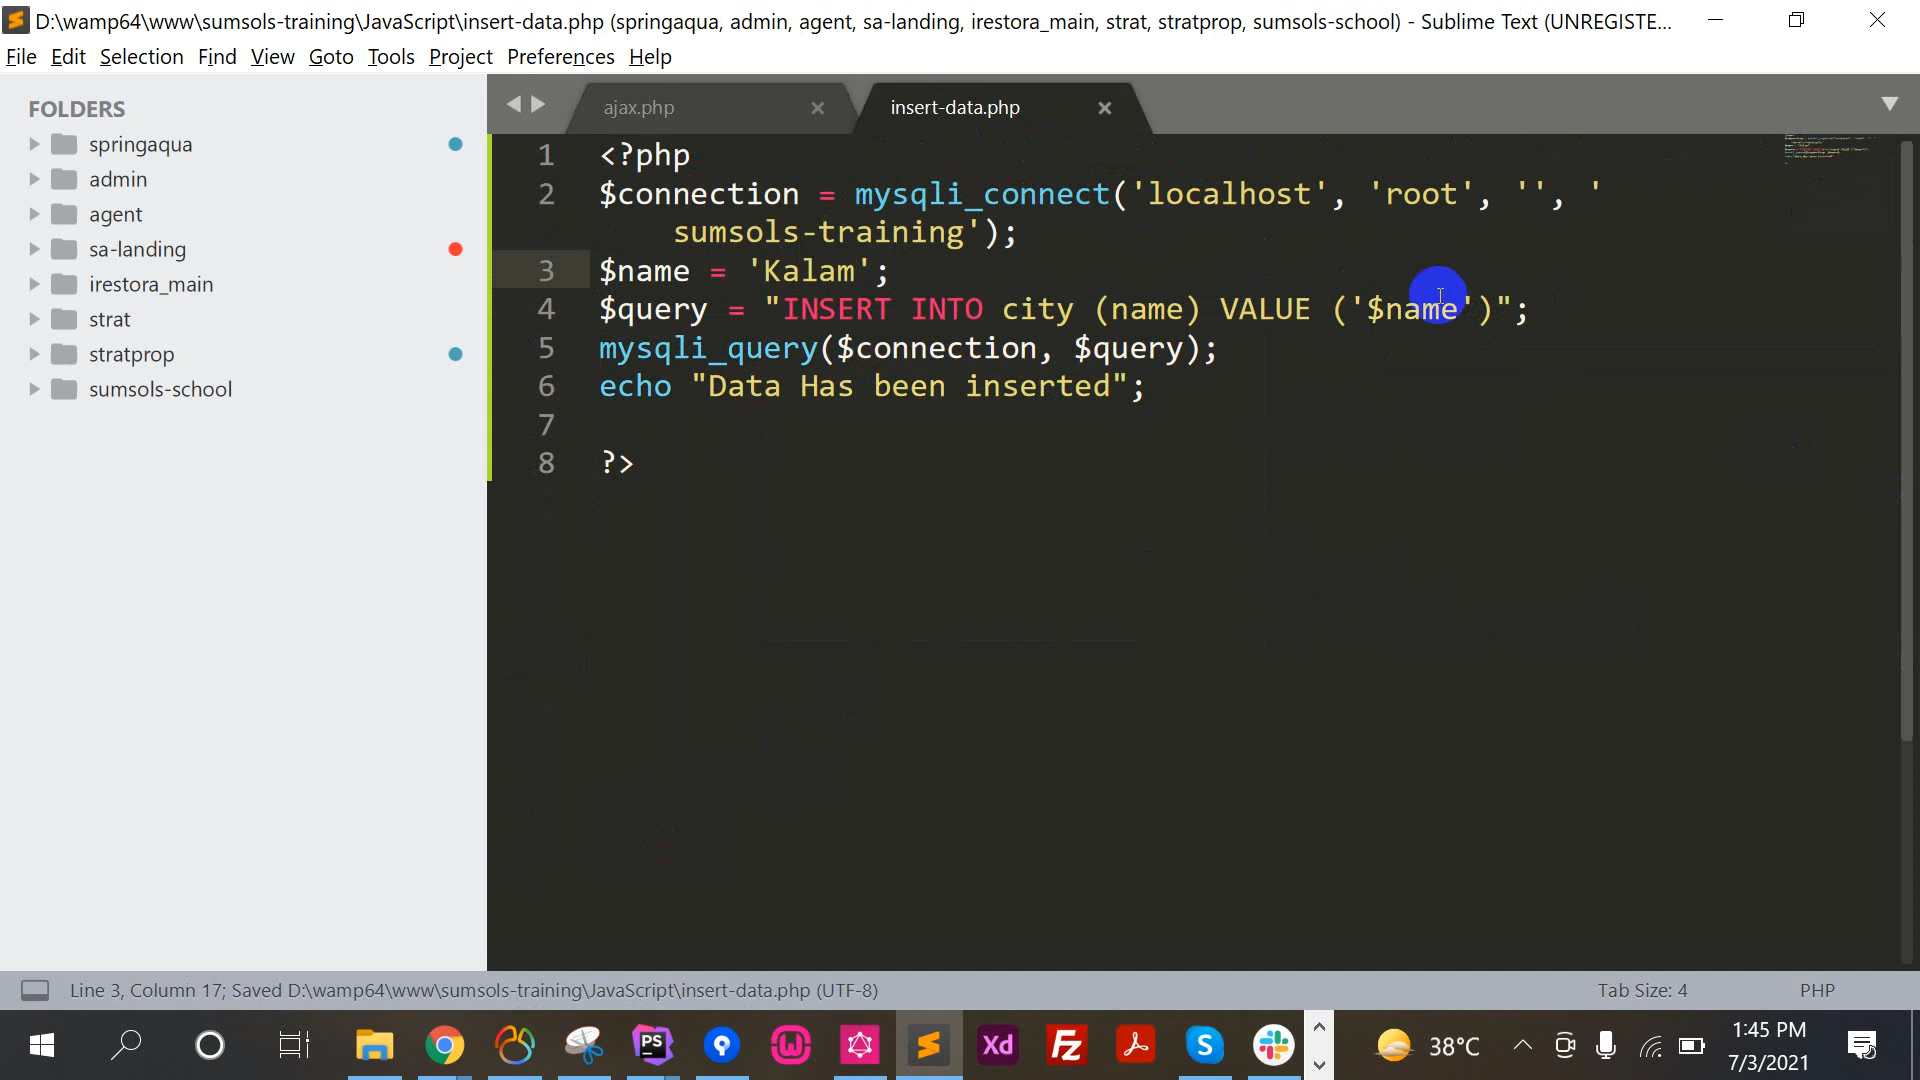 D:\wamp64\www\sumsols-training\JavaScript\insert-data.php (springaqua, admin, agent, sa-landing, irestora_main, strat, stratprop, sumsols-school) - Sublime Text (UNREGISTE...
File Edit Selection Find View Goto Tools Project Preferences Help
FOLDERS
springaqua
admin
agent
sa-landing
irestora_main
strat
stratprop
sumsols-school
ajax.php
insert-data.php
1 <?php
2 $connection = mysqli_connect('localhost', 'root', '', '
sumsols-training');
3 $name = 'Kalam';
4 $query = "INSERT INTO city (name) VALUE ('$name')";
5 mysqli_query($connection, $query);
6 echo "Data Has been inserted";
7
8 ?>
Line 3, Column 17; Saved D:\wamp64\www\sumsols-training\JavaScript\insert-data.php (UTF-8)
Tab Size: 4
PHP
PS
Xd
Fz
S
38°C
1:45 PM
7/3/2021